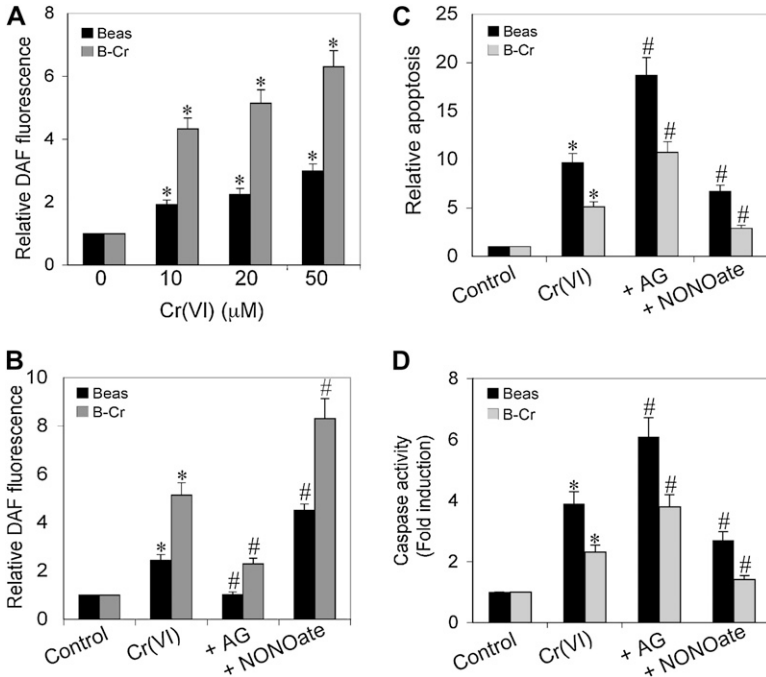 A
Relative DAF fluorescence
8
6
4
2
0
Beas
B-Cr
*
*
*
*
*
*
0
10
20
50
Cr(VI) (μM)
B
Relative DAF fluorescence
10
8
6
4
2
0
Beas
B-Cr
*
*
#
#
#
#
Control
Cr(VI)
+ AG
+ NONOate
C
Relative apoptosis
25
20
15
10
5
0
Beas
B-Cr
*
*
#
#
#
#
Control
Cr(VI)
+ AG
+ NONOate
D
Caspase activity
(Fold induction)
8
6
4
2
0
Beas
B-Cr
*
*
#
#
#
#
Control
Cr(VI)
+ AG
+ NONOate